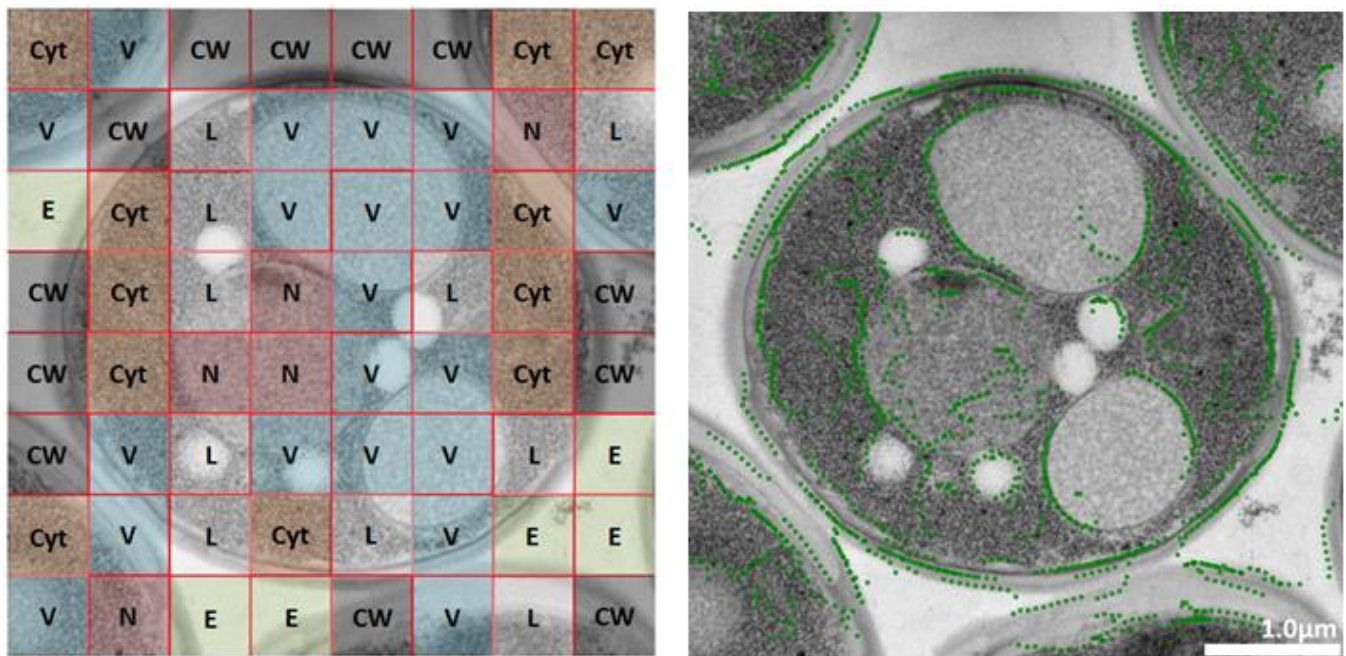 Cyt V CW CW CW CW Cyt Cyt
V CW L V V V N L
E Cyt L V V V Cyt V
CW Cyt L N V L Cyt CW
CW Cyt N N V V Cyt CW
CW V L V V V L E
Cyt V L Cyt L V E E
V N E E CW V L CW
1.0µm